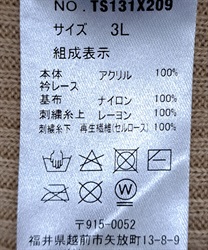 NO. TS131X209
サイズ 3L
組成表示
本体 アクリル 100%
衿レース
基布 ナイロン 100%
刺繍糸上 レーヨン 100%
刺繍糸下 再生繊維(セルロース) 100%
〒915-0052
福井県越前市矢放町13-8-9